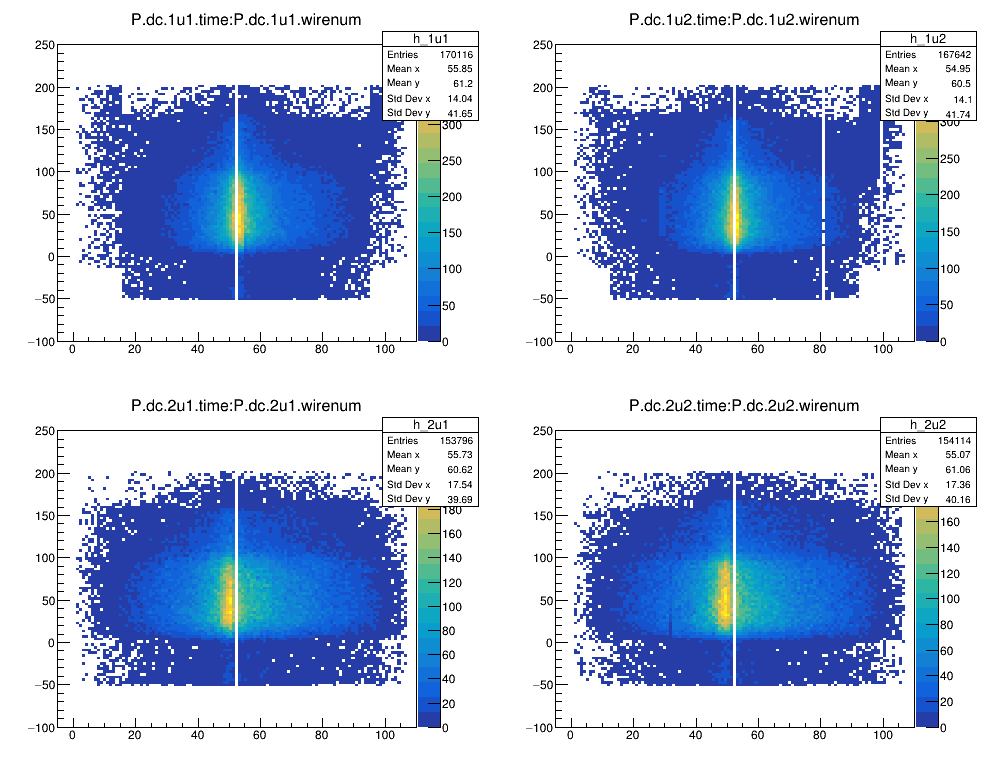 P.dc.1u1.time:P.dc.1u1.wirenum
h_1u1
Entries 170116
Mean x 55.85
Mean y 61.2
Std Dev x 14.04
Std Dev y 41.65
250
200
150
100
50
0
−50
−100
0 20 40 60 80 100
300
250
200
150
100
50
0
P.dc.1u2.time:P.dc.1u2.wirenum
h_1u2
Entries 167642
Mean x 54.95
Mean y 60.5
Std Dev x 14.1
Std Dev y 41.74
250
200
150
100
50
0
−50
−100
0 20 40 60 80 100
300
250
200
150
100
50
0
P.dc.2u1.time:P.dc.2u1.wirenum
h_2u1
Entries 153796
Mean x 55.73
Mean y 60.62
Std Dev x 17.54
Std Dev y 39.69
250
200
150
100
50
0
−50
−100
0 20 40 60 80 100
180
160
140
120
100
80
60
40
20
0
P.dc.2u2.time:P.dc.2u2.wirenum
h_2u2
Entries 154114
Mean x 55.07
Mean y 61.06
Std Dev x 17.36
Std Dev y 40.16
250
200
150
100
50
0
−50
−100
0 20 40 60 80 100
160
140
120
100
80
60
40
20
0